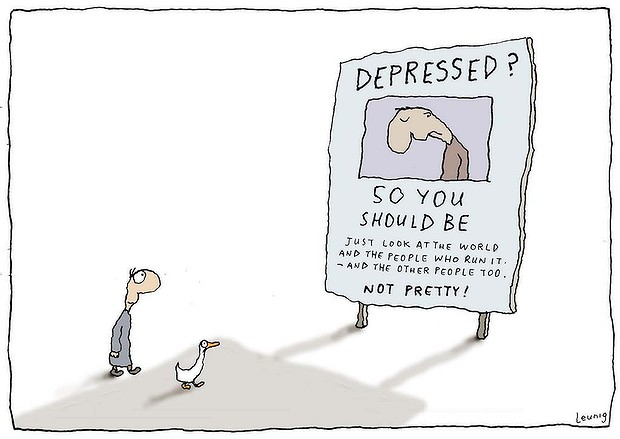 DEPRESSED?
SO YOU
SHOULD BE
JUST LOOK AT THE WORLD
AND THE PEOPLE WHO RUN IT.
– AND THE OTHER PEOPLE TOO.
NOT PRETTY!
Leunig